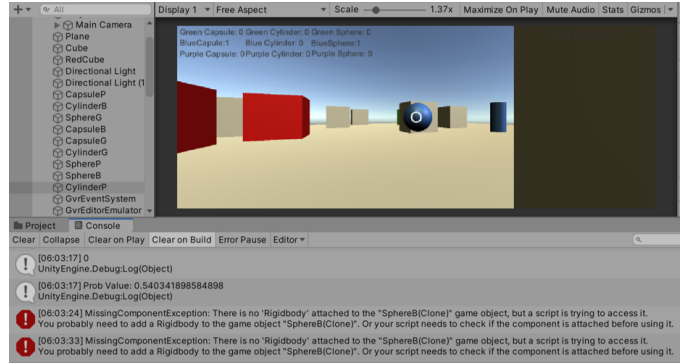 All
Display 1 Free Aspect Scale 1.37x Maximize On Play Mute Audio Stats Gizmos
Main Camera
Plane
Cube
RedCube
Directional Light
Directional Light (1
CapsuleP
CylinderB
SphereG
CapsuleB
CapsuleG
CylinderG
SphereP
SphereB
CylinderP
GvrEventSystem
GvrEditorEmulator
Green Capsule: 0 Green Cylinder: 0 Green Sphere: 0
BlueCapule:1 Blue Cylinder: 0 BlueSphere:1
Purple Capsule: 0 Purple Cylinder: 0 Purple Sphere: 0
Project Console
Clear Collapse Clear on Play Clear on Build Error Pause Editor
[06:03:17] 0
UnityEngine.Debug:Log(Object)
[06:03:17] Prob Value: 0.540341898584898
UnityEngine.Debug:Log(Object)
[06:03:24] MissingComponentException: There is no 'Rigidbody' attached to the "SphereB(Clone)" game object, but a script is trying to access it.
You probably need to add a Rigidbody to the game object "SphereB(Clone)". Or your script needs to check if the component is attached before using it.
[06:03:33] MissingComponentException: There is no 'Rigidbody' attached to the "SphereB(Clone)" game object, but a script is trying to access it.
You probably need to add a Rigidbody to the game object "SphereB(Clone)". Or your script needs to check if the component is attached before using it.